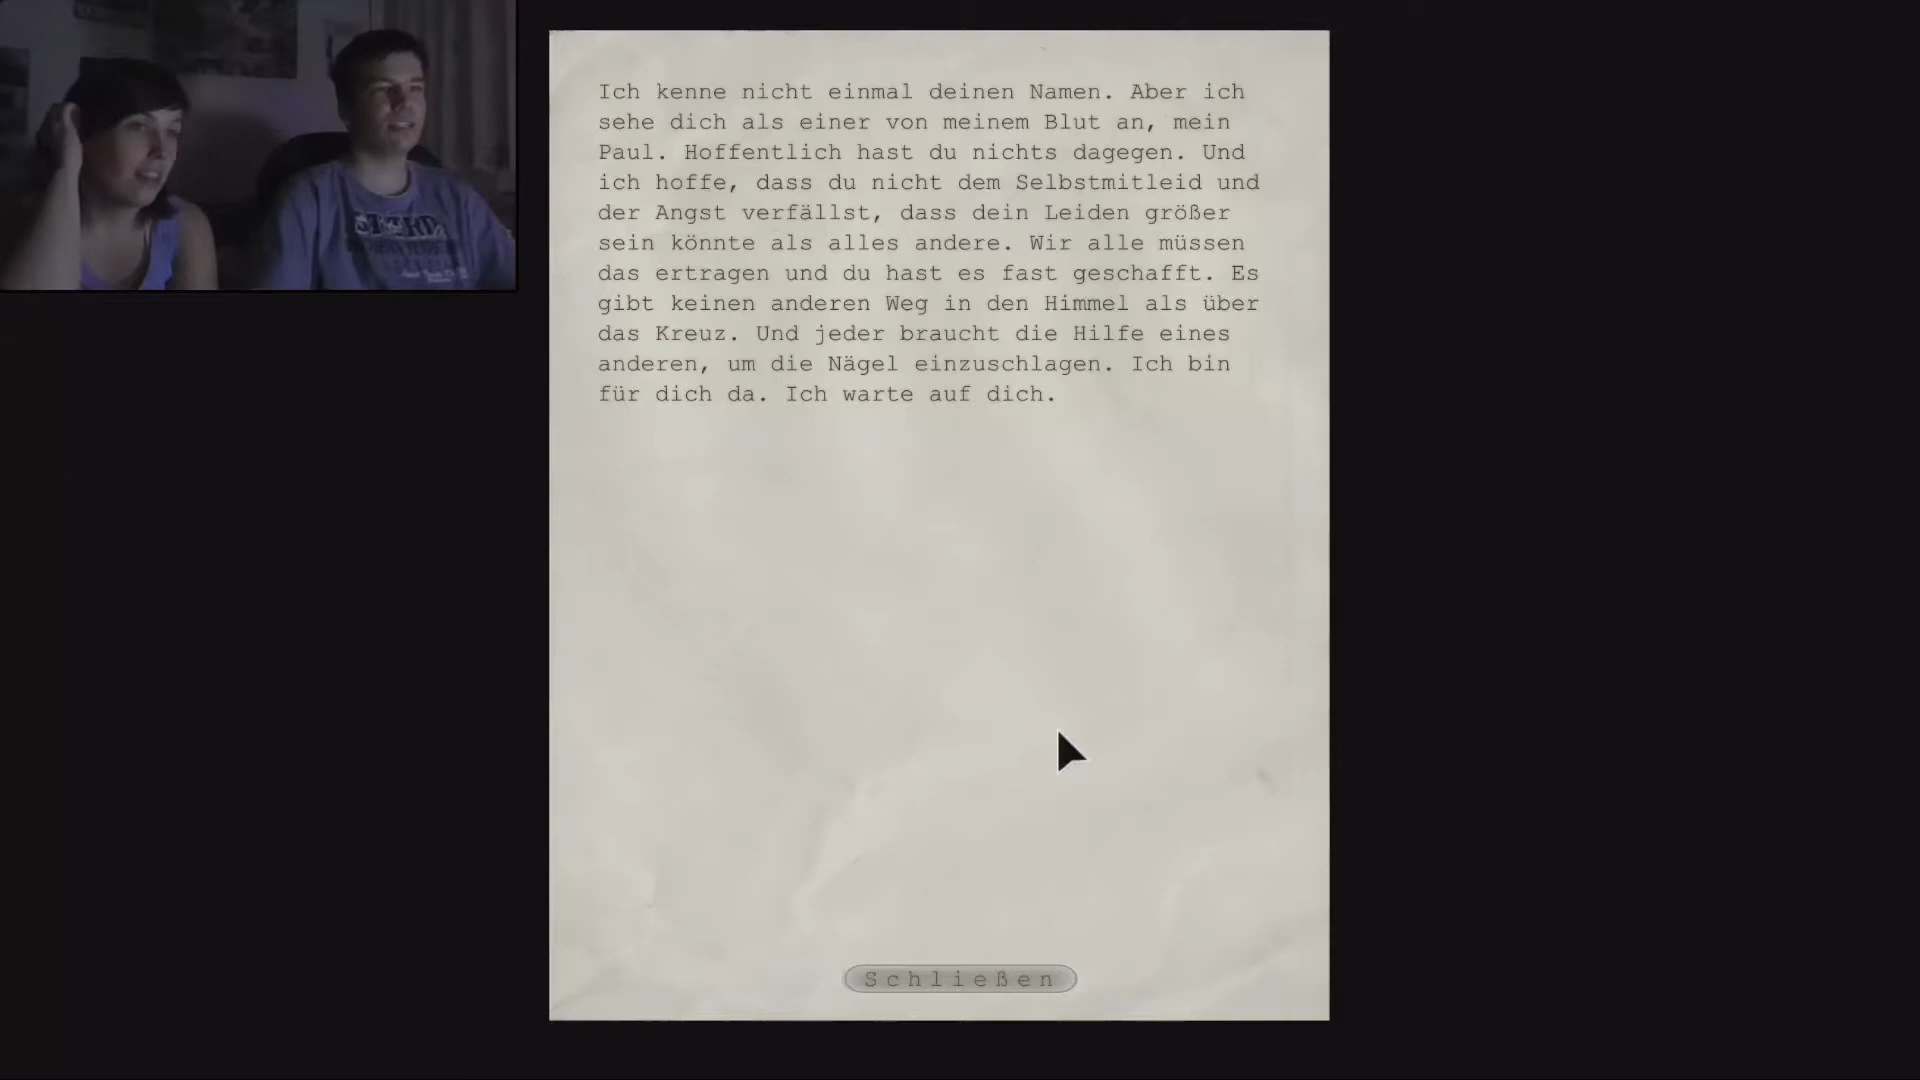 Ich kenne nicht einmal deinen Namen. Aber ich
sehe dich als einer von meinem Blut an, mein
Paul. Hoffentlich hast du nichts dagegen. Und
ich hoffe, dass du nicht dem Selbstmitleid und
der Angst verfällst, dass dein Leiden größer
sein könnte als alles andere. Wir alle müssen
das ertragen und du hast es fast geschafft. Es
gibt keinen anderen Weg in den Himmel als über
das Kreuz. Und jeder braucht die Hilfe eines
anderen, um die Nägel einzuschlagen. Ich bin
für dich da. Ich warte auf dich.
Schließen